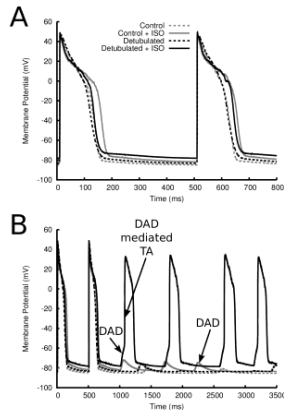 A
Control
Control + ISO
Detubulated
Detubulated + ISO
Membrane Potential (mV)
60
40
20
0
-20
-40
-60
-80
-100
0 100 200 300 400 500 600 700 800
Time (ms)
B
DAD
mediated
TA
DAD
DAD
Membrane Potential (mV)
60
40
20
0
-20
-40
-60
-80
-100
0 500 1000 1500 2000 2500 3000 3500
Time (ms)